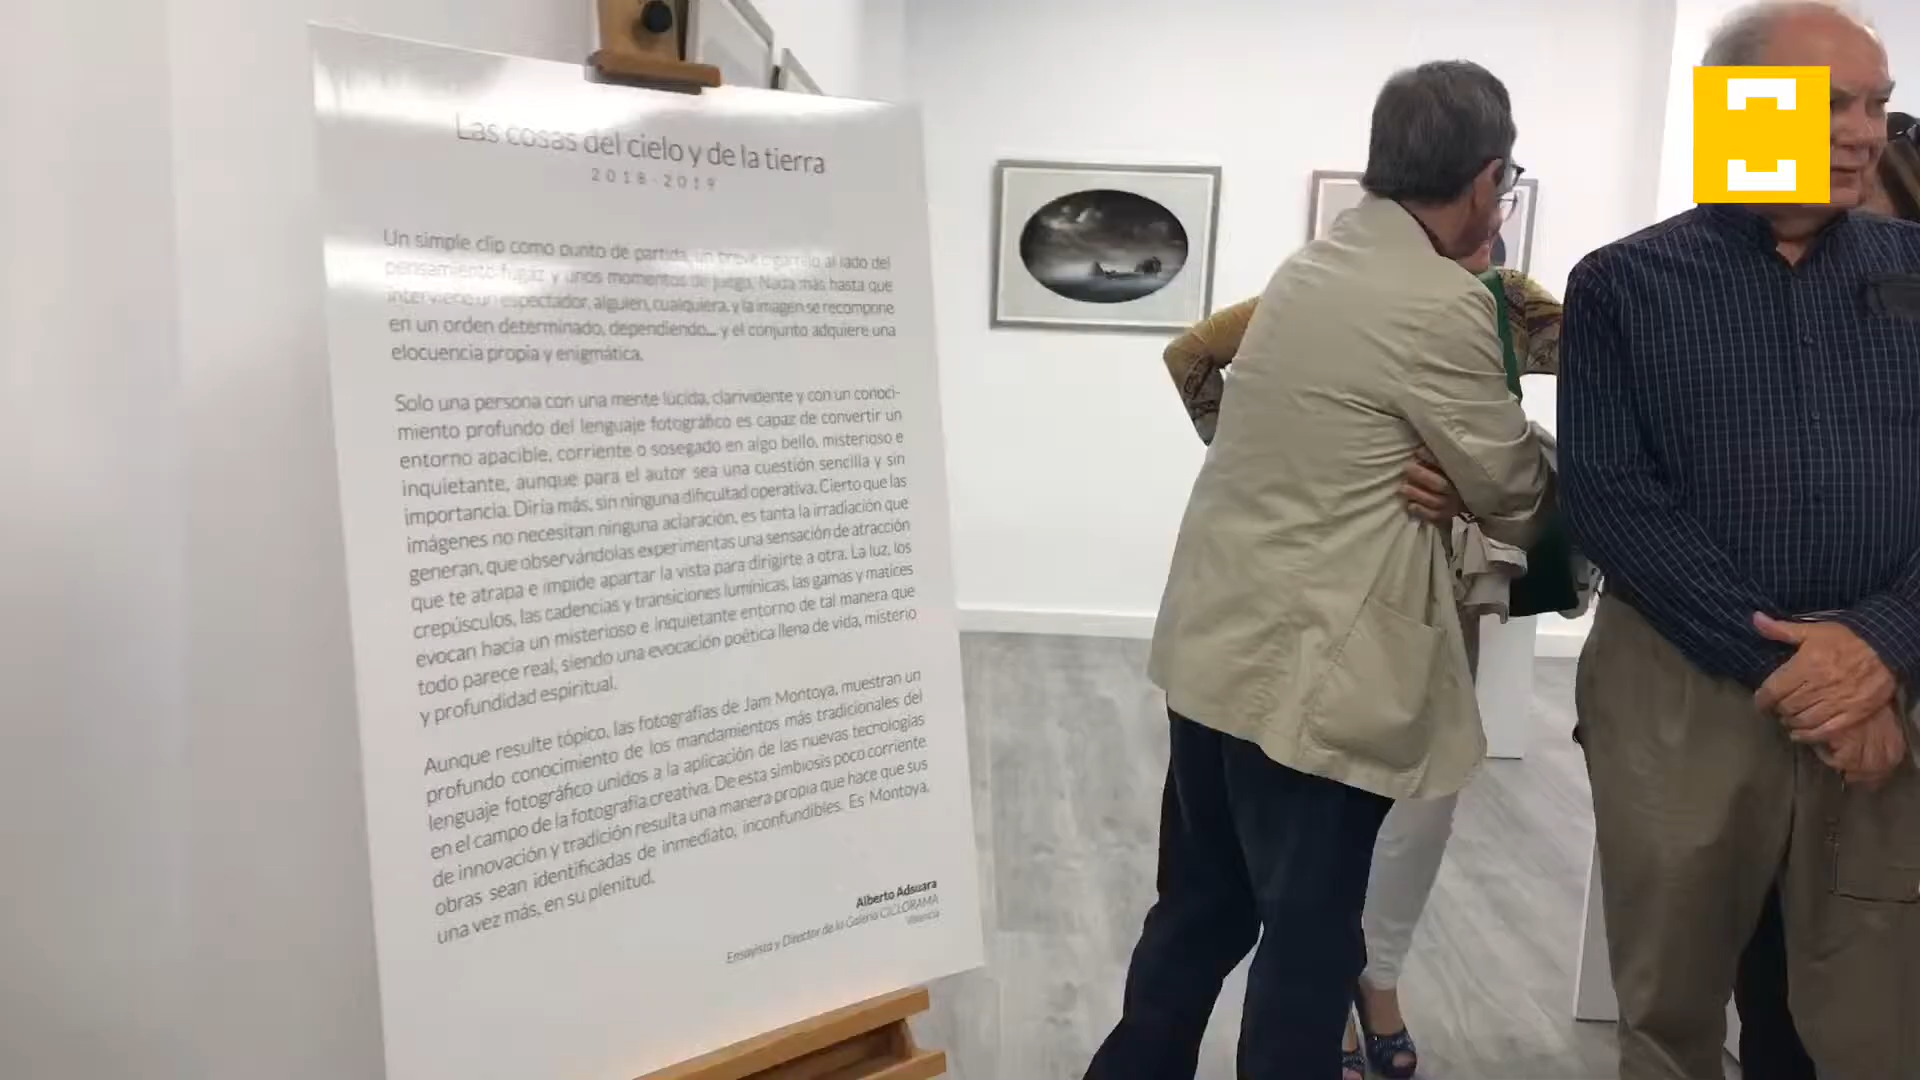 Las cosas del cielo y de la tierra
2018-2019
Un simple clip como punto de partida, un breve cigarrillo al lado del
pensamiento fugaz y unos momentos de juego. Nada más hasta que
interviene un espectador, alguien, cualquiera, y la imagen se recompone
en un orden determinado, dependiendo... y el conjunto adquiere una
elocuencia propia y enigmática.
Solo una persona con una mente lúcida, clarividente y con un conoci-
miento profundo del lenguaje fotográfico es capaz de convertir un
entorno apacible, corriente o sosegado en algo bello, misterioso e
inquietante, aunque para el autor sea una cuestión sencilla y sin
importancia. Diría más, sin ninguna dificultad operativa. Cierto que las
imágenes no necesitan ninguna aclaración, es tanta la irradiación que
generan, que observándolas experimentas una sensación de atracción
que te atrapa e impide apartar la vista para dirigirte a otra. La luz, los
crepúsculos, las cadencias y transiciones lumínicas, las gamas y matices
evocan hacia un misterioso e inquietante entorno de tal manera que
todo parece real, siendo una evocación poética llena de vida, misterio
y profundidad espiritual.
Aunque resulte tópico, las fotografías de Jam Montoya, muestran un
profundo conocimiento de los mandamientos más tradicionales del
lenguaje fotográfico unidos a la aplicación de las nuevas tecnologías
en el campo de la fotografía creativa. De esta simbiosis poco corriente
de innovación y tradición resulta una manera propia que hace que sus
obras sean identificadas de inmediato, inconfundibles. Es Montoya,
una vez más, en su plenitud.
Alberto Adsuara
Ensayista y Director de la Galería CICLORAMA
Valencia